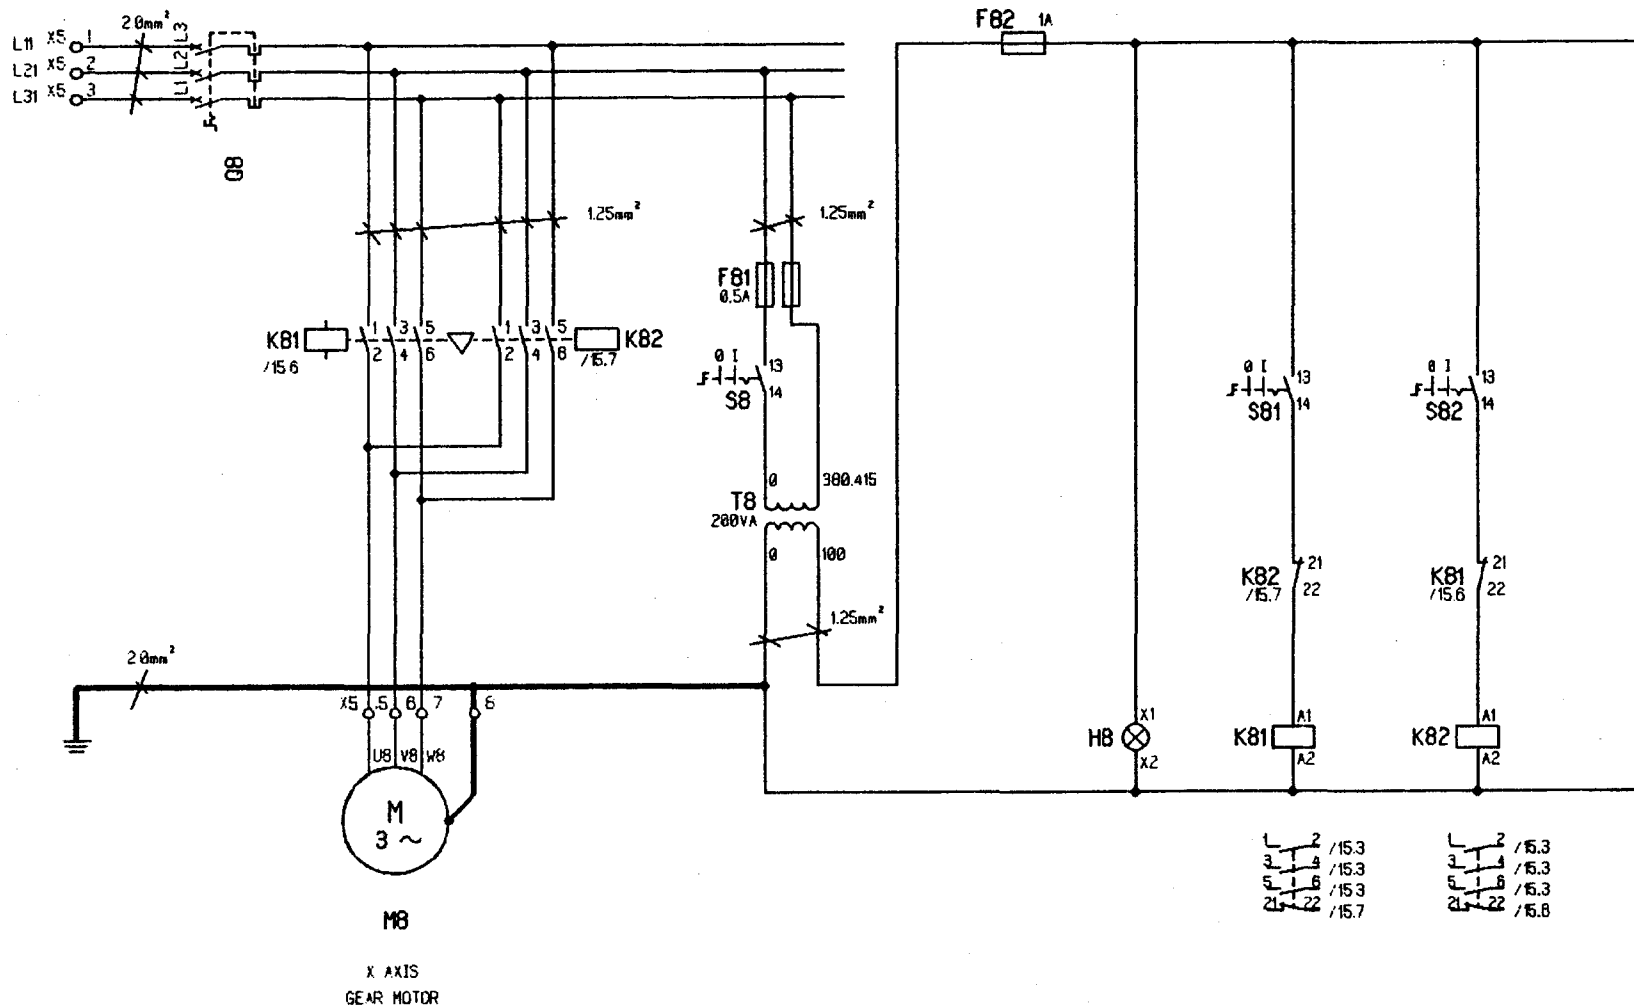 F82 1A
20mm²
L11 X5 1
L21 X5 2
L31 X5 3
L3
L2
L1
Q8
1.25mm²
1.25mm²
F81
0.5A
K81
/15.6
1 3 5
2 4 6
1 3 5
2 4 6
K82
/15.7
0 I
13
14
S8
0 I
13
14
S81
0 I
13
14
S82
0 380.415
T8
200VA
0 100
K82
/15.7
21
22
K81
/15.6
21
22
1.25mm²
20mm²
X5 .5 6 7 8
U8 V8 W8
M
3 ~
M8
X AXIS
GEAR MOTOR
H8
X1
X2
K81
A1
A2
K82
A1
A2
1 2 /15.3
3 4 /15.3
5 6 /15.3
21 22 /15.7
1 2 /15.3
3 4 /15.3
5 6 /15.3
21 22 /15.8